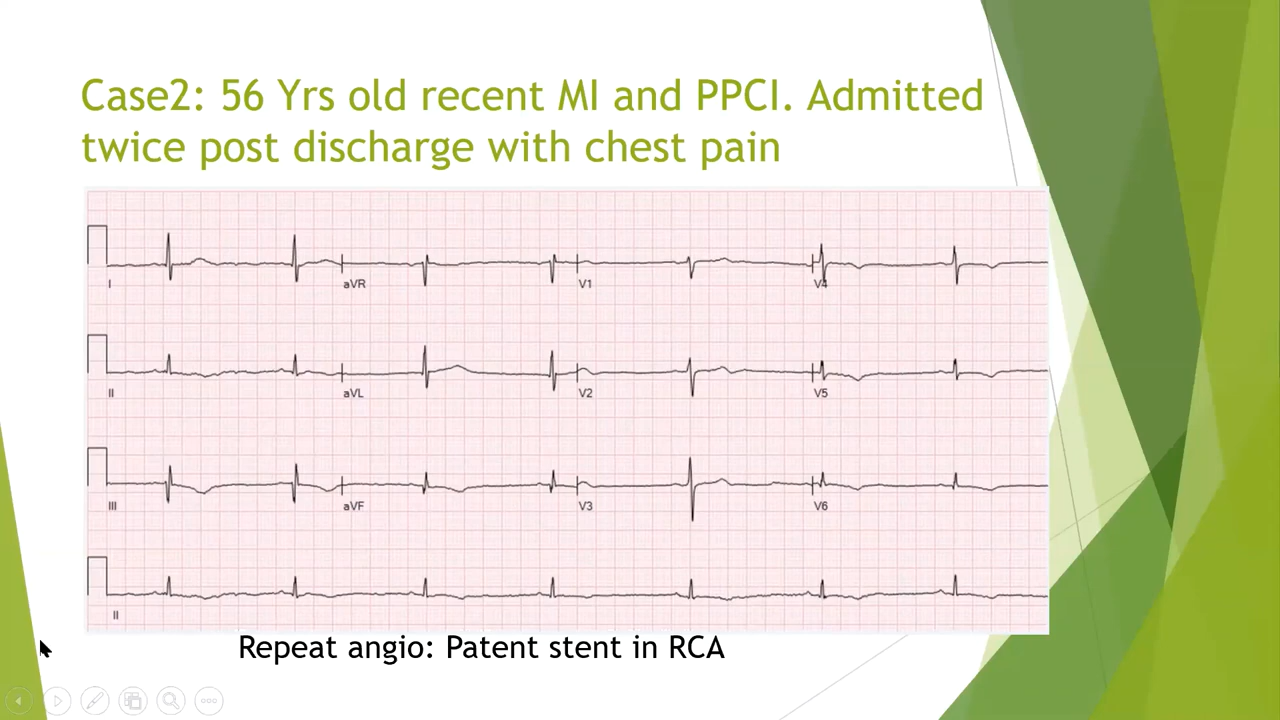 Case2: 56 Yrs old recent MI and PPCI. Admitted
twice post discharge with chest pain
I aVR V1 V4
II aVL V2 V5
III aVF V3 V6
II
Repeat angio: Patent stent in RCA